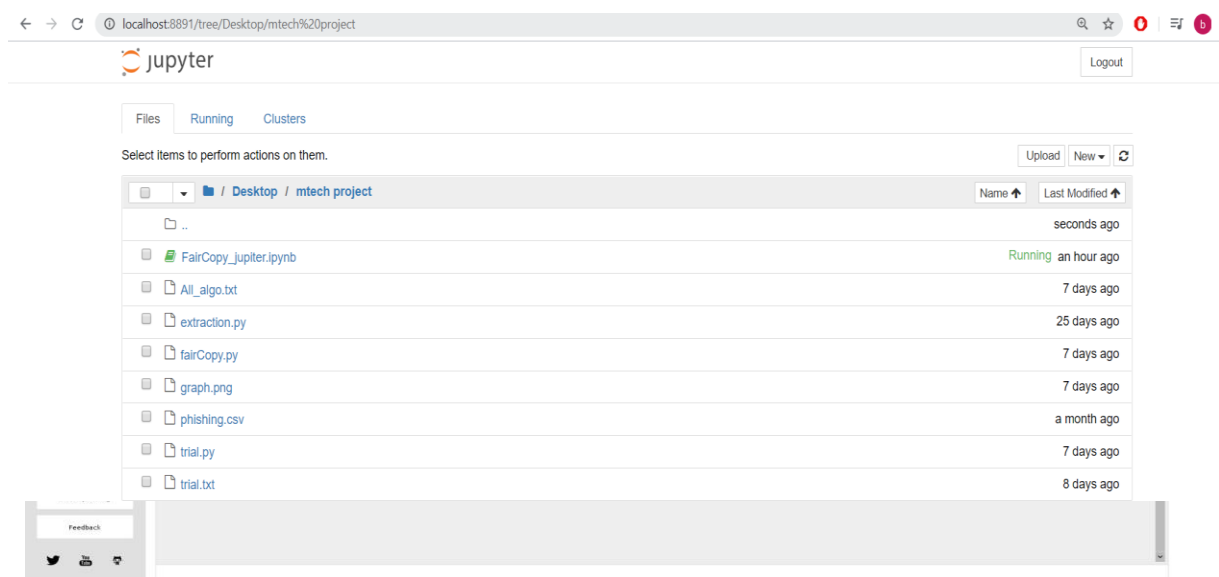 localhost:8891/tree/Desktop/mtech%20project
b
jupyter
Logout
Files Running Clusters
Select items to perform actions on them.
Upload New
/ Desktop / mtech project
Name Last Modified
.. seconds ago
FairCopy_jupiter.ipynb Running an hour ago
All_algo.txt 7 days ago
extraction.py 25 days ago
fairCopy.py 7 days ago
graph.png 7 days ago
phishing.csv a month ago
trial.py 7 days ago
trial.txt 8 days ago
Feedback
You Tube